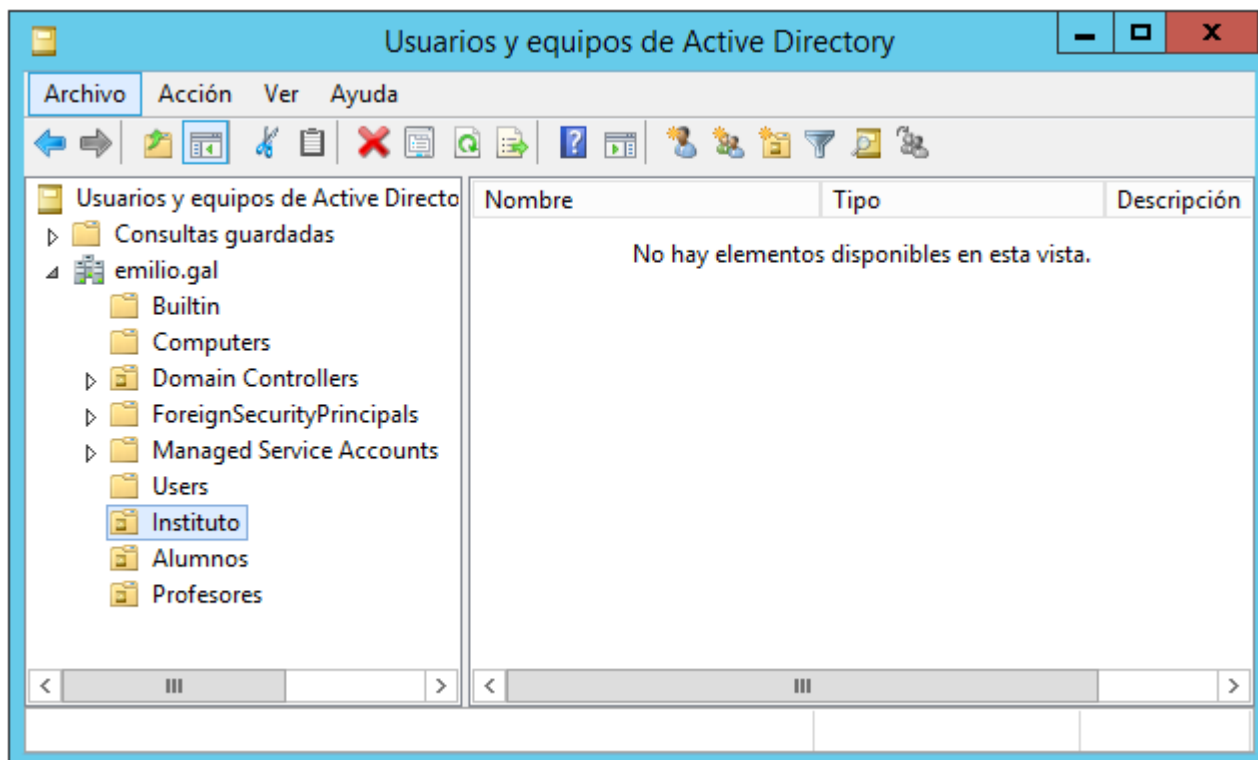 Usuarios y equipos de Active Directory
Archivo Acción Ver Ayuda
Usuarios y equipos de Active Directo
Consultas guardadas
emilio.gal
Builtin
Computers
Domain Controllers
ForeignSecurityPrincipals
Managed Service Accounts
Users
Instituto
Alumnos
Profesores
Nombre Tipo Descripción
No hay elementos disponibles en esta vista.